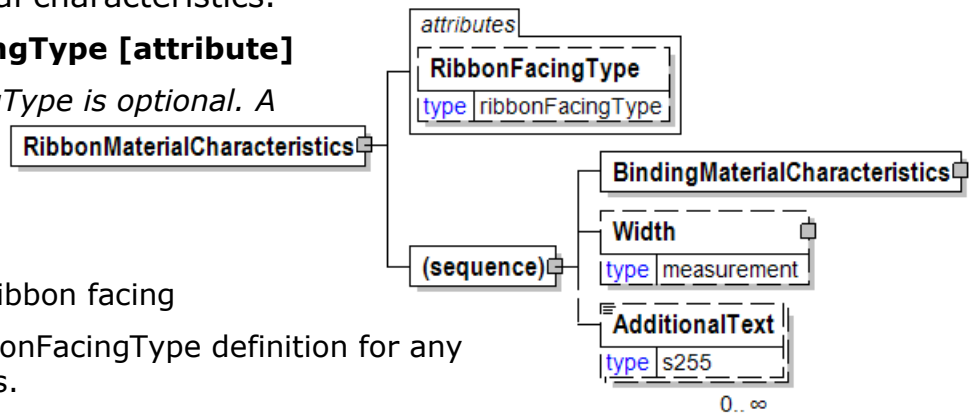 al characteristics.
ngType [attribute]
gType is optional. A
ibbon facing
onFacingType definition for any
s.
attributes
RibbonFacingType
type ribbonFacingType
RibbonMaterialCharacteristics
(sequence)
BindingMaterialCharacteristics
Width
type measurement
AdditionalText
type s255
0.. ∞